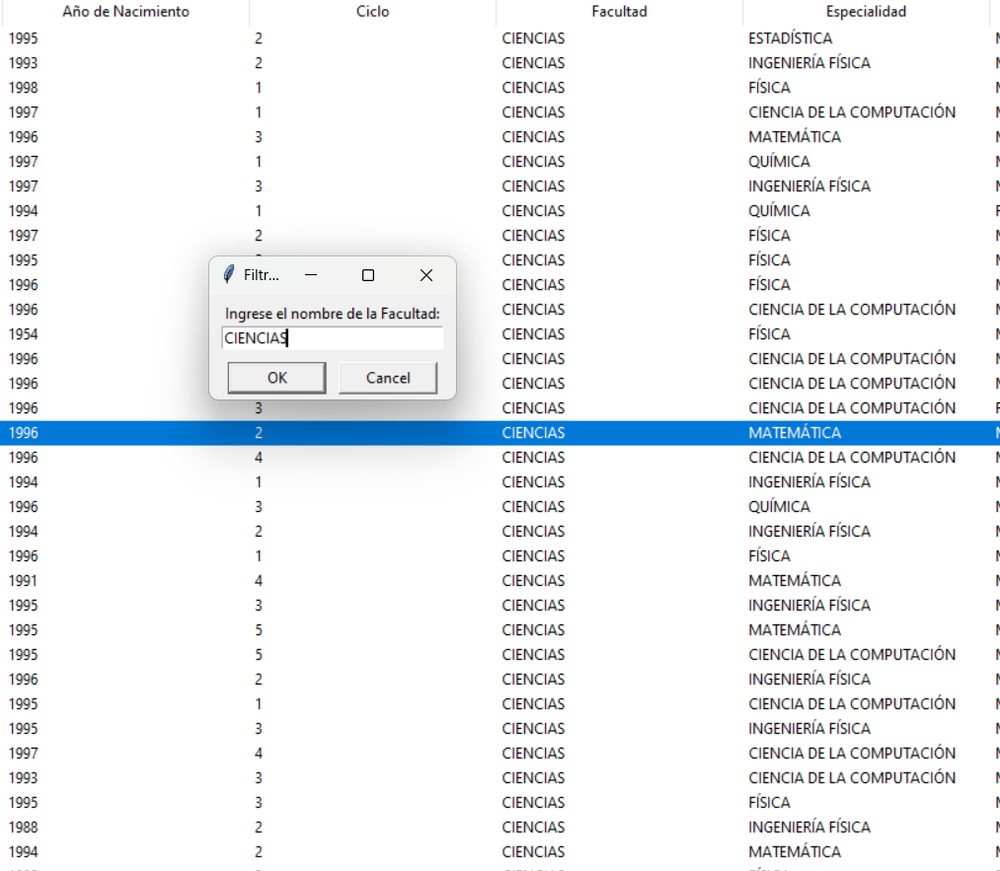 Año de Nacimiento Ciclo Facultad Especialidad
1995 2 CIENCIAS ESTADÍSTICA
1993 2 CIENCIAS INGENIERÍA FÍSICA
1998 1 CIENCIAS FÍSICA
1997 1 CIENCIAS CIENCIA DE LA COMPUTACIÓN
1996 3 CIENCIAS MATEMÁTICA
1997 1 CIENCIAS QUÍMICA
1997 3 CIENCIAS INGENIERÍA FÍSICA
1994 1 CIENCIAS QUÍMICA
1997 2 CIENCIAS FÍSICA
1995 CIENCIAS FÍSICA
1996 CIENCIAS FÍSICA
1996 CIENCIAS CIENCIA DE LA COMPUTACIÓN
1954 CIENCIAS FÍSICA
1996 CIENCIAS CIENCIA DE LA COMPUTACIÓN
1996 CIENCIAS CIENCIA DE LA COMPUTACIÓN
1996 3 CIENCIAS CIENCIA DE LA COMPUTACIÓN
1996 2 CIENCIAS MATEMÁTICA
1996 4 CIENCIAS CIENCIA DE LA COMPUTACIÓN
1994 1 CIENCIAS INGENIERÍA FÍSICA
1996 3 CIENCIAS QUÍMICA
1994 2 CIENCIAS INGENIERÍA FÍSICA
1996 1 CIENCIAS FÍSICA
1991 4 CIENCIAS MATEMÁTICA
1995 3 CIENCIAS INGENIERÍA FÍSICA
1995 5 CIENCIAS MATEMÁTICA
1995 5 CIENCIAS CIENCIA DE LA COMPUTACIÓN
1996 2 CIENCIAS INGENIERÍA FÍSICA
1995 1 CIENCIAS CIENCIA DE LA COMPUTACIÓN
1995 3 CIENCIAS INGENIERÍA FÍSICA
1997 4 CIENCIAS CIENCIA DE LA COMPUTACIÓN
1993 3 CIENCIAS CIENCIA DE LA COMPUTACIÓN
1995 3 CIENCIAS FÍSICA
1988 2 CIENCIAS INGENIERÍA FÍSICA
1994 2 CIENCIAS MATEMÁTICA
Filtr...
Ingrese el nombre de la Facultad:
CIENCIAS
OK Cancel